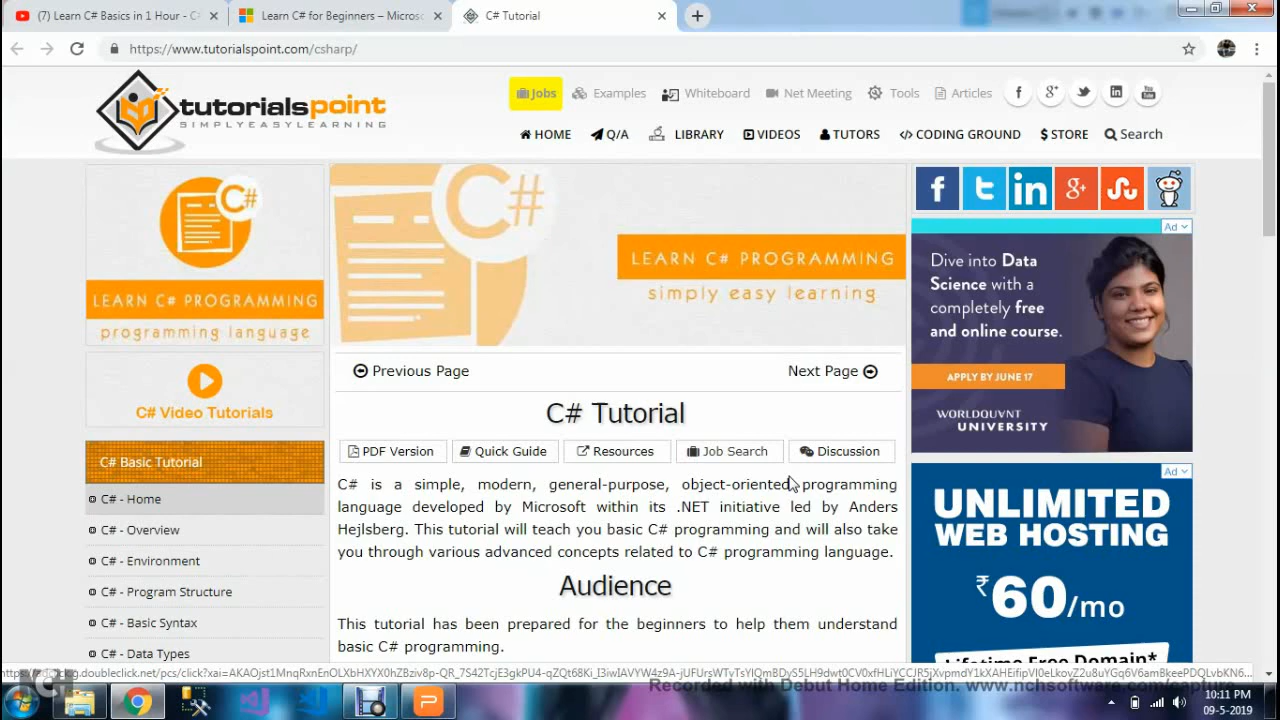 (7) Learn C# Basics in 1 Hour - C
Learn C# for Beginners – Microso
C# Tutorial
https://www.tutorialspoint.com/csharp/
tutorialspoint
SIMPLYEASYLEARNING
Jobs Examples Whiteboard Net Meeting Tools Articles
HOME Q/A LIBRARY VIDEOS TUTORS CODING GROUND STORE Search
C#
LEARN C# PROGRAMMING
programming language
C# Video Tutorials
C# Basic Tutorial
C# - Home
C# - Overview
C# - Environment
C# - Program Structure
C# - Basic Syntax
C# - Data Types
C#
LEARN C# PROGRAMMING
simply easy learning
Previous Page Next Page
C# Tutorial
PDF Version Quick Guide Resources Job Search Discussion
C# is a simple, modern, general-purpose, object-oriented programming
language developed by Microsoft within its .NET initiative led by Anders
Hejlsberg. This tutorial will teach you basic C# programming and will also take
you through various advanced concepts related to C# programming language.
Audience
This tutorial has been prepared for the beginners to help them understand
basic C# programming.
Ad
Dive into Data
Science with a
completely free
and online course.
APPLY BY JUNE 17
WORLDQUVNT
UNIVERSITY
Ad
UNLIMITED
WEB HOSTING
₹60/mo
Lifetime Free Domain*
Recorded with Debut Home Edition. www.nchsoftware.com/capture
10:11 PM
09-5-2019